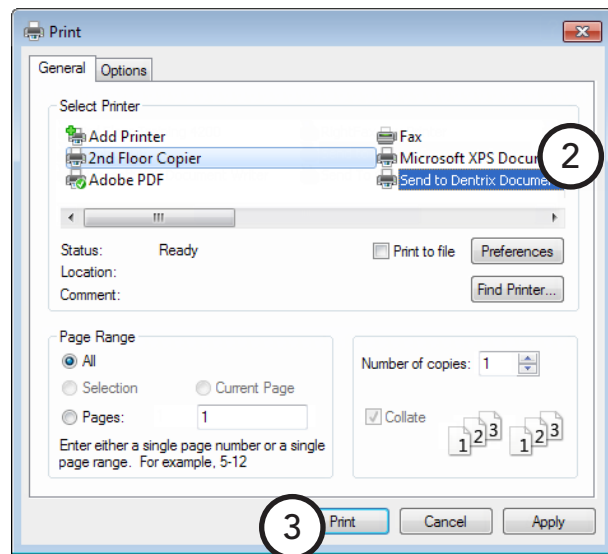 Print
General Options
Select Printer
Add Printer Fax
2nd Floor Copier Microsoft XPS 2
Adobe PDF Send to Dentrix
Status: Ready Print to file Preferences
Location:
Comment: Find Printer...
Page Range
All Number of copies: 1
Selection Current Page
Pages: 1 Collate
Enter either a single page number or a single
page range. For example, 5-12
1 2 3 1 2 3
3 Print Cancel Apply